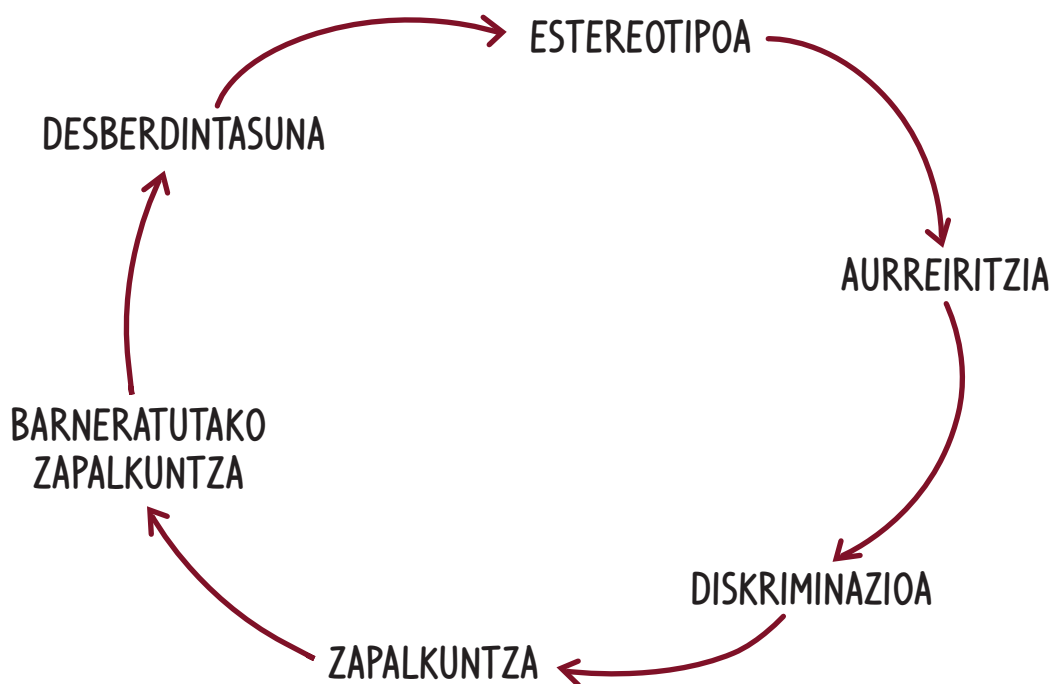 ESTEREOTIPOA
DESBERDINTASUNA
AURREIRITZIA
BARNERATUTAKO
ZAPALKUNTZA
DISKRIMINAZIOA
ZAPALKUNTZA